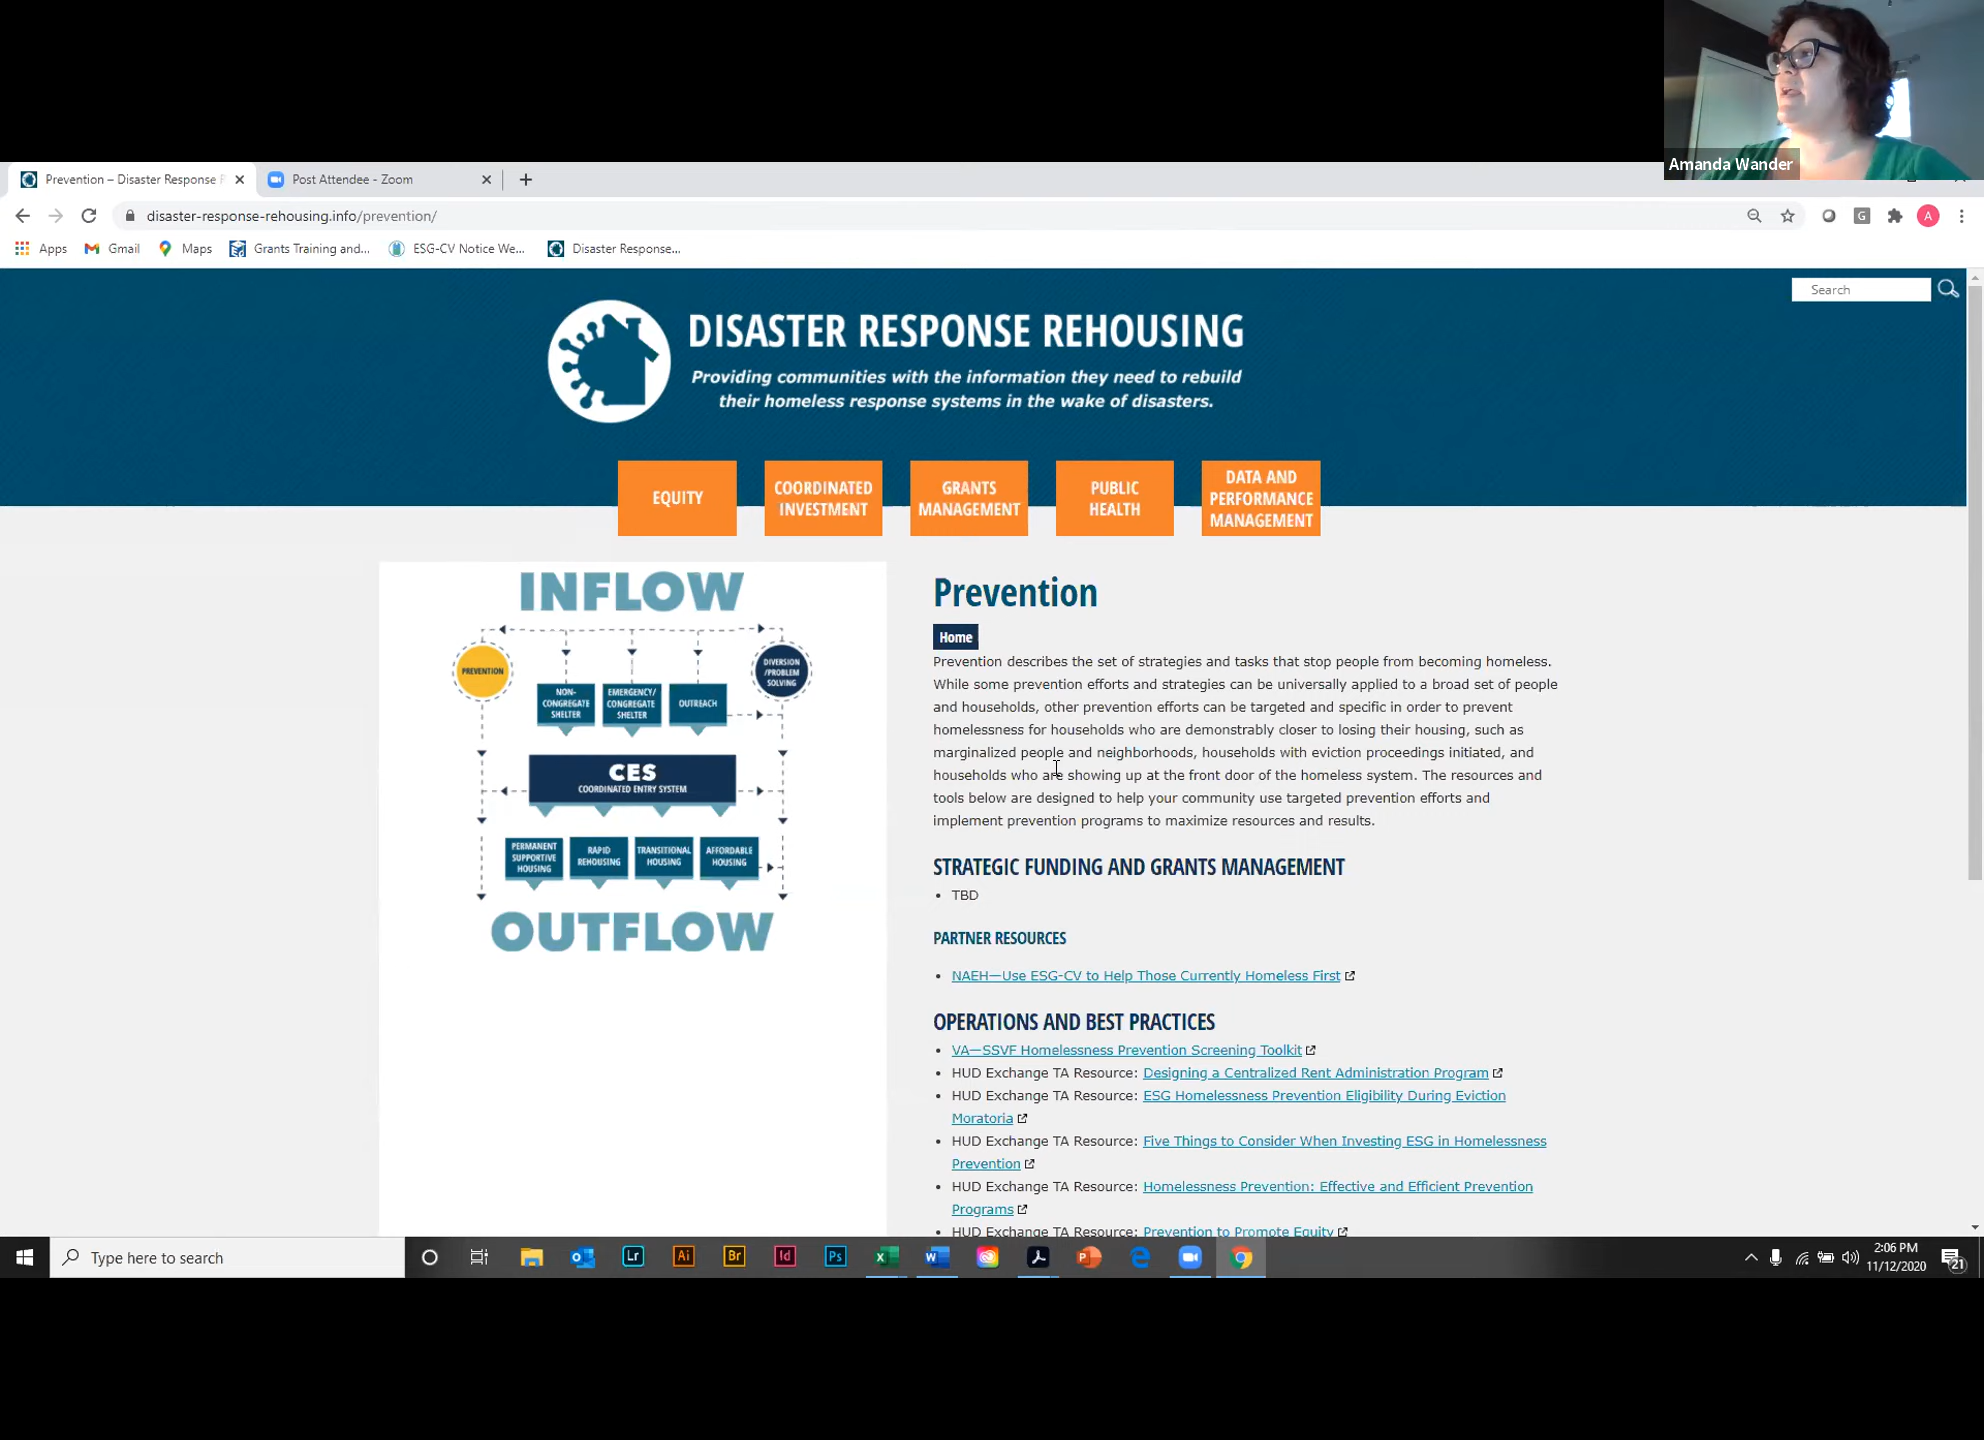 Amanda Wander
Prevention – Disaster Response R
Post Attendee - Zoom
disaster-response-rehousing.info/prevention/
G
A
Apps
Gmail
Maps
Grants Training and...
ESG-CV Notice We...
Disaster Response...
Search
DISASTER RESPONSE REHOUSING
Providing communities with the information they need to rebuild
their homeless response systems in the wake of disasters.
EQUITY
COORDINATED
INVESTMENT
GRANTS
MANAGEMENT
PUBLIC
HEALTH
DATA AND
PERFORMANCE
MANAGEMENT
INFLOW
PREVENTION
DIVERSION
/PROBLEM
SOLVING
NON-
CONGREGATE
SHELTER
EMERGENCY/
CONGREGATE
SHELTER
OUTREACH
CES
COORDINATED ENTRY SYSTEM
PERMANENT
SUPPORTIVE
HOUSING
RAPID
REHOUSING
TRANSITIONAL
HOUSING
AFFORDABLE
HOUSING
OUTFLOW
Prevention
Home
Prevention describes the set of strategies and tasks that stop people from becoming homeless.
While some prevention efforts and strategies can be universally applied to a broad set of people
and households, other prevention efforts can be targeted and specific in order to prevent
homelessness for households who are demonstrably closer to losing their housing, such as
marginalized people and neighborhoods, households with eviction proceedings initiated, and
households who are showing up at the front door of the homeless system. The resources and
tools below are designed to help your community use targeted prevention efforts and
implement prevention programs to maximize resources and results.
STRATEGIC FUNDING AND GRANTS MANAGEMENT
• TBD
PARTNER RESOURCES
• NAEH—Use ESG-CV to Help Those Currently Homeless First
OPERATIONS AND BEST PRACTICES
• VA—SSVF Homelessness Prevention Screening Toolkit
• HUD Exchange TA Resource: Designing a Centralized Rent Administration Program
• HUD Exchange TA Resource: ESG Homelessness Prevention Eligibility During Eviction
Moratoria
• HUD Exchange TA Resource: Five Things to Consider When Investing ESG in Homelessness
Prevention
• HUD Exchange TA Resource: Homelessness Prevention: Effective and Efficient Prevention
Programs
• HUD Exchange TA Resource: Prevention to Promote Equity
Type here to search
Lr
Ai
Br
Id
Ps
2:06 PM
11/12/2020
21